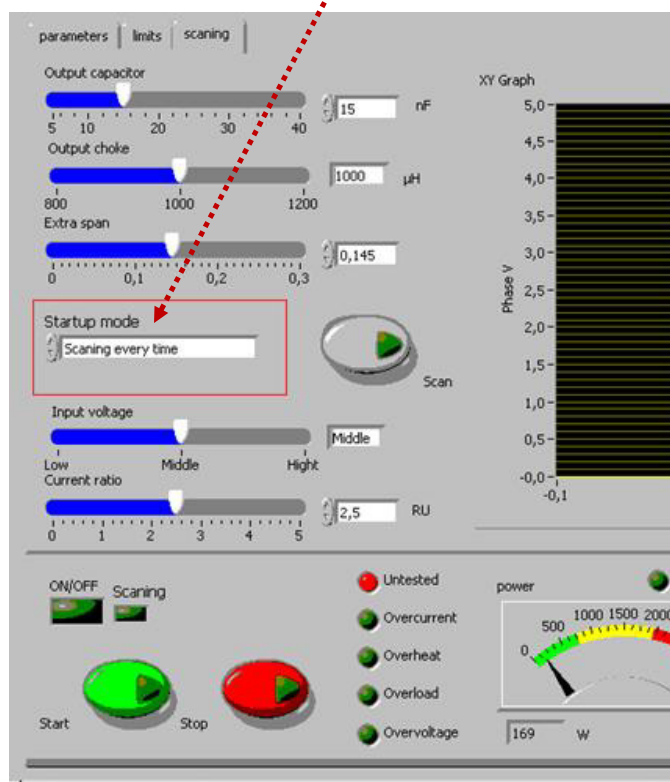 parameters limits scaning
Output capacitor
5 10 20 30 40
15 nF
Output choke
800 1000 1200
1000 μH
Extra span
0 0,1 0,2 0,3
0,145
Startup mode
Scaning every time
Scan
Input voltage
Low Middle Hight
Middle
Current ratio
0 1 2 3 4 5
2,5 RU
XY Graph
Phase V
5,0
4,5
4,0
3,5
3,0
2,5
2,0
1,5
1,0
0,5
-0,0
-0,1
ON/OFF Scaning
Start Stop
Untested
Overcurrent
Overheat
Overload
Overvoltage
power
0 500 1000 1500 2000
169 W